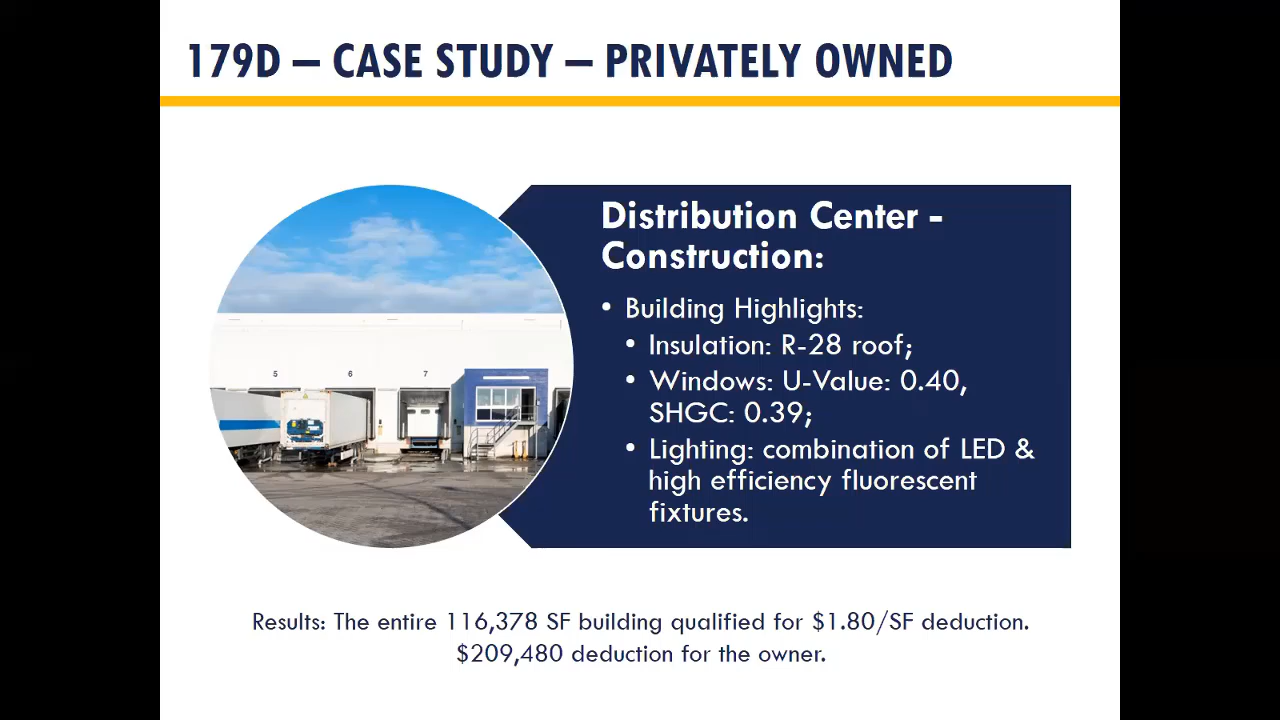 179D – CASE STUDY – PRIVATELY OWNED
Distribution Center -
Construction:
• Building Highlights:
• Insulation: R-28 roof;
• Windows: U-Value: 0.40,
SHGC: 0.39;
• Lighting: combination of LED &
high efficiency fluorescent
fixtures.
5 6 7
Results: The entire 116,378 SF building qualified for $1.80/SF deduction.
$209,480 deduction for the owner.